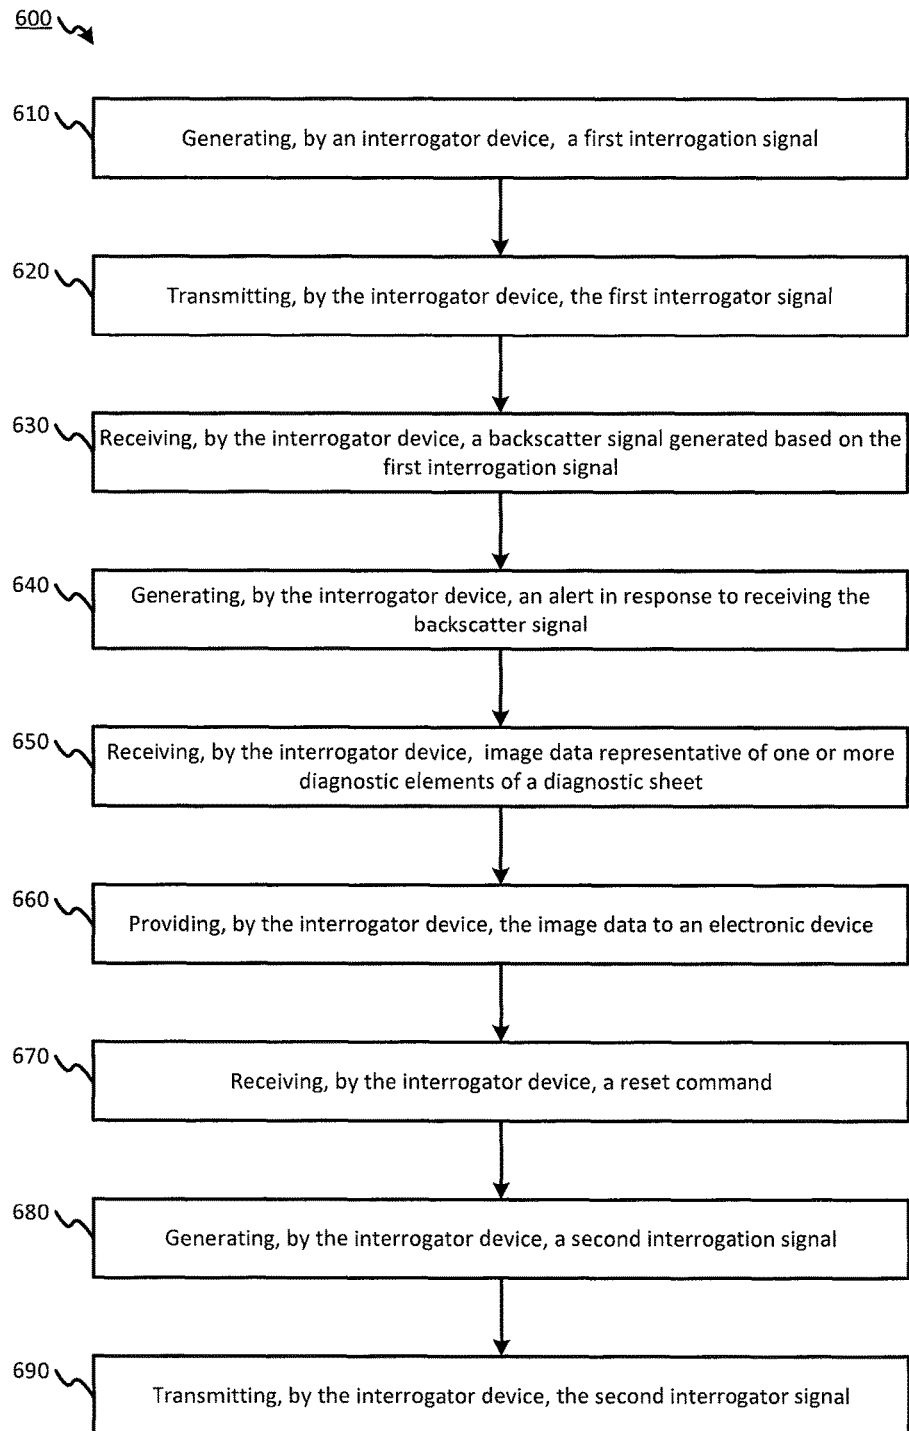 600
610
Generating, by an interrogator device, a first interrogation signal
620
Transmitting, by the interrogator device, the first interrogator signal
630
Receiving, by the interrogator device, a backscatter signal generated based on the
first interrogation signal
640
Generating, by the interrogator device, an alert in response to receiving the
backscatter signal
650
Receiving, by the interrogator device, image data representative of one or more
diagnostic elements of a diagnostic sheet
660
Providing, by the interrogator device, the image data to an electronic device
670
Receiving, by the interrogator device, a reset command
680
Generating, by the interrogator device, a second interrogation signal
690
Transmitting, by the interrogator device, the second interrogator signal